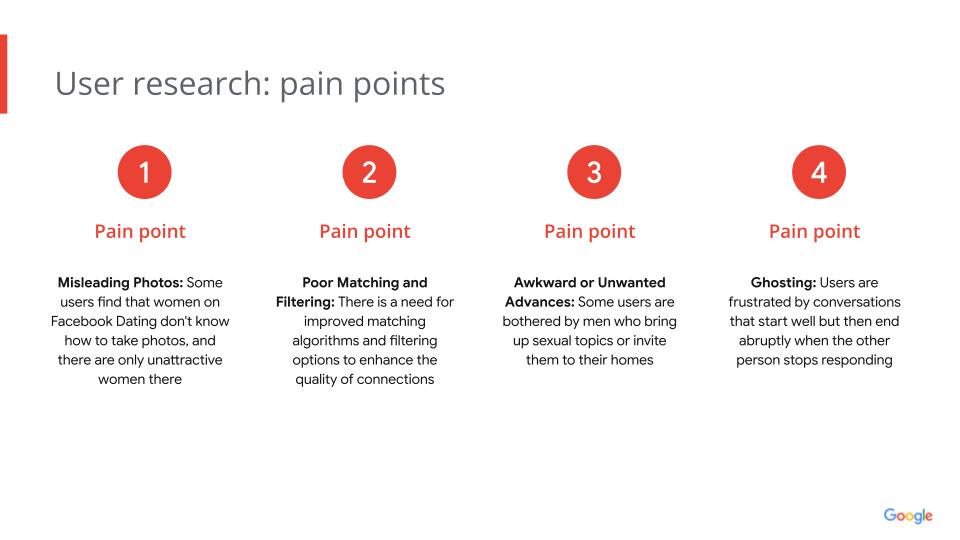 User research: pain points
1
Pain point
Misleading Photos: Some
users find that women on
Facebook Dating don't know
how to take photos, and
there are only unattractive
women there
2
Pain point
Poor Matching and
Filtering: There is a need for
improved matching
algorithms and filtering
options to enhance the
quality of connections
3
Pain point
Awkward or Unwanted
Advances: Some users are
bothered by men who bring
up sexual topics or invite
them to their homes
4
Pain point
Ghosting: Users are
frustrated by conversations
that start well but then end
abruptly when the other
person stops responding
Google